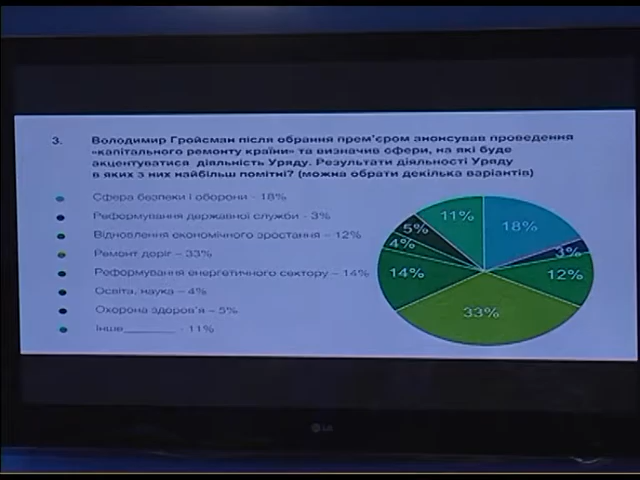 3. Володимир Гройсман після обрання прем'єром анонсував проведення
«капітального ремонту країни» та визначив сфери, на які буде
акцентуватися діяльність Уряду. Результати діяльності Уряду
в яких з них найбільш помітні? (можна обрати декілька варіантів)
Сфера безпеки і оборони - 18%
Реформування державної служби - 3%
Відновлення економічного зростання – 12%
Ремонт доріг – 33%
Реформування енергетичного сектору - 14%
Освіта, наука – 4%
Охорона здоров'я – 5%
Інше________ - 11%
11%
18%
5%
4%
3%
14%
12%
33%
LG